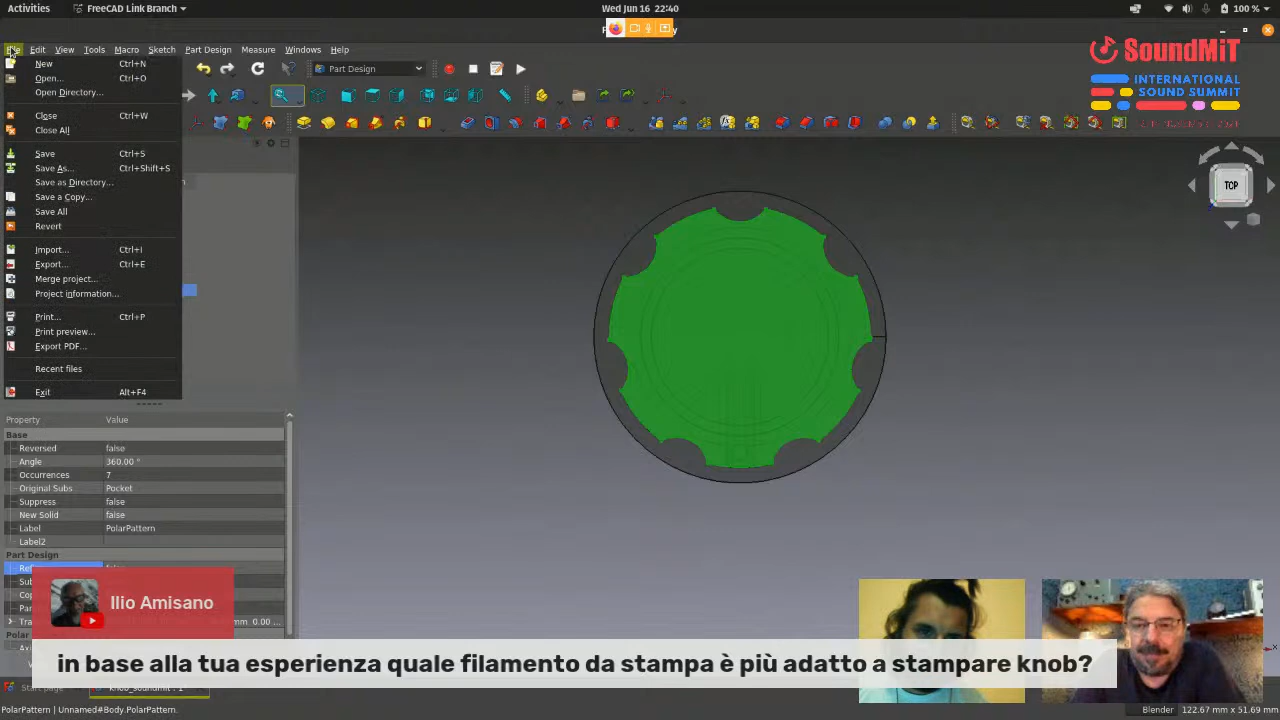 Activities FreeCAD Link Branch Wed Jun 16 22:40 100 %
Edit View Tools Macro Sketch Part Design Measure Windows Help
SoundMiT
INTERNATIONAL
SOUND SUMMIT
Part Design
New Ctrl+N
Open... Ctrl+O
Open Directory...
Close Ctrl+W
Close All
Save Ctrl+S
Save As... Ctrl+Shift+S
Save as Directory...
Save a Copy...
Save All
Revert
Import... Ctrl+I
Export... Ctrl+E
Merge project...
Project information...
Print... Ctrl+P
Print preview...
Export PDF...
Recent files
Exit Alt+F4
TOP
Property Value
Base
Reversed false
Angle 360.00 °
Occurrences 7
Original Subs Pocket
Suppress false
New Solid false
Label PolarPattern
Label2
Part Design
Ilio Amisano
in base alla tua esperienza quale filamento da stampa è più adatto a stampare knob?
Start page knob_soundmit : 1*
PolarPattern | Unnamed#Body.PolarPattern. Blender 122.67 mm x 51.69 mm